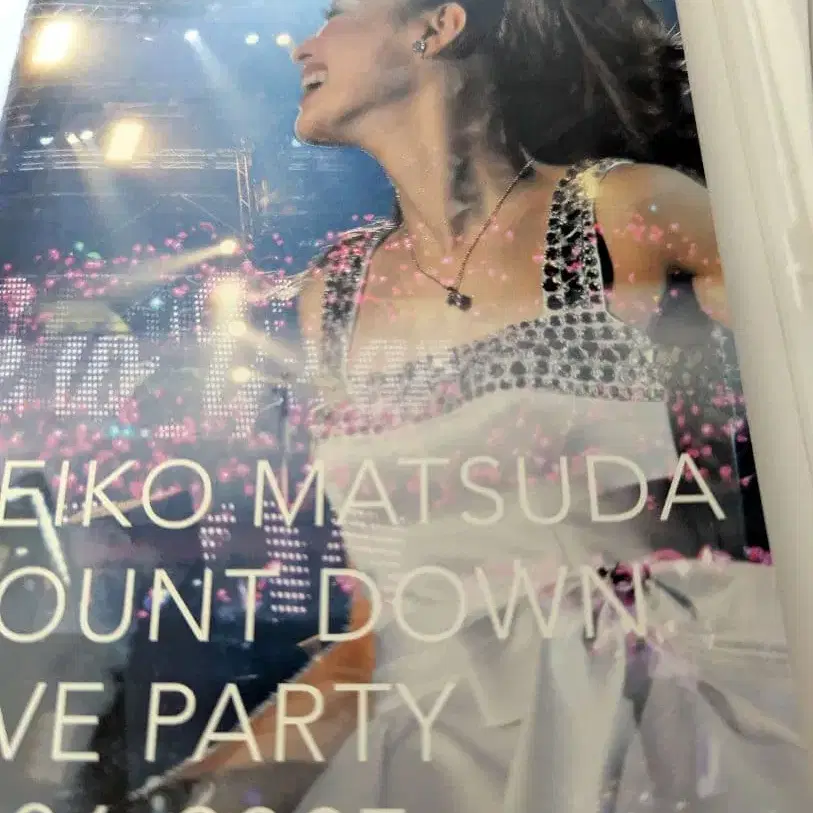 EIKO MATSUDA
OUNT DOWN
VE PARTY